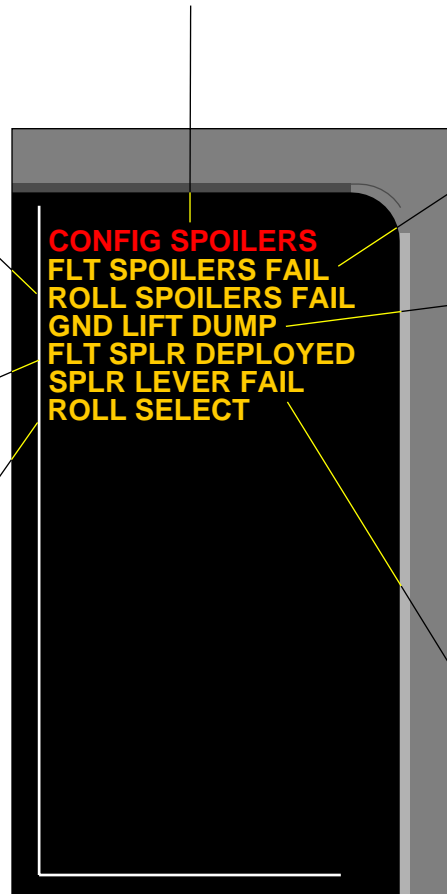 CONFIG SPOILERS
FLT SPOILERS FAIL
ROLL SPOILERS FAIL
GND LIFT DUMP
FLT SPLR DEPLOYED
SPLR LEVER FAIL
ROLL SELECT